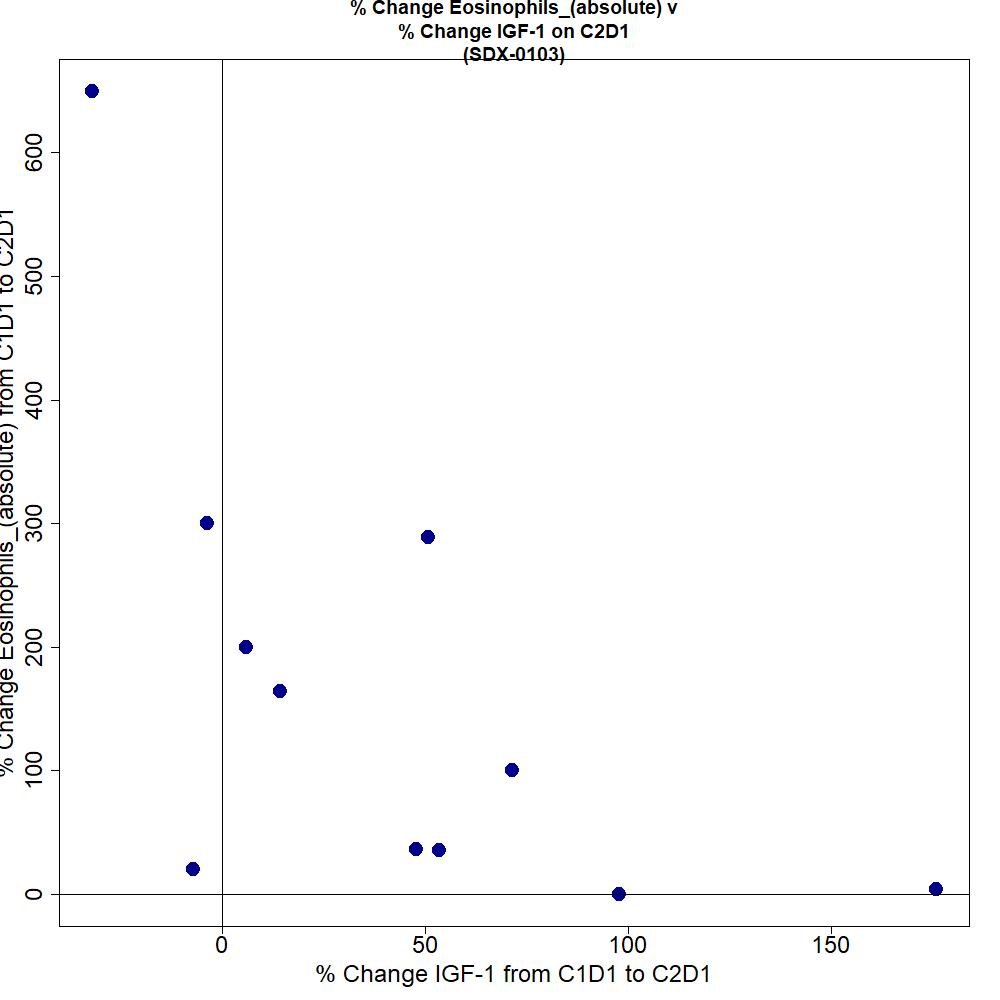 % Change Eosinophils_(absolute) v
% Change IGF-1 on C2D1
(SDX-0103)
% Change Eosinophils_(absolute) from C1D1 to C2D1
600
500
400
300
200
100
0
0 50 100 150
% Change IGF-1 from C1D1 to C2D1